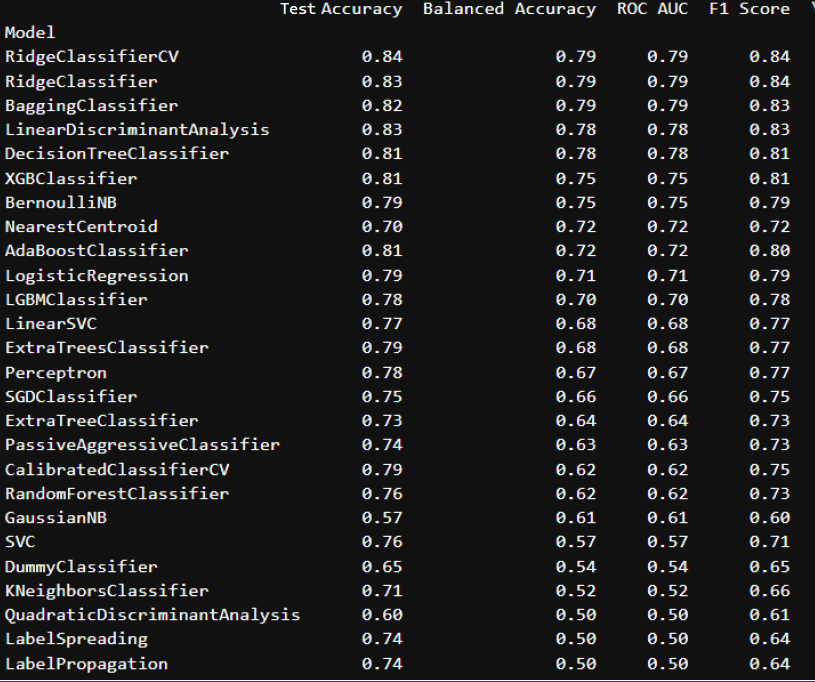 Test Accuracy Balanced Accuracy ROC AUC F1 Score
Model
RidgeClassifierCV 0.84 0.79 0.79 0.84
RidgeClassifier 0.83 0.79 0.79 0.84
BaggingClassifier 0.82 0.79 0.79 0.83
LinearDiscriminantAnalysis 0.83 0.78 0.78 0.83
DecisionTreeClassifier 0.81 0.78 0.78 0.81
XGBClassifier 0.81 0.75 0.75 0.81
BernoulliNB 0.79 0.75 0.75 0.79
NearestCentroid 0.70 0.72 0.72 0.72
AdaBoostClassifier 0.81 0.72 0.72 0.80
LogisticRegression 0.79 0.71 0.71 0.79
LGBMClassifier 0.78 0.70 0.70 0.78
LinearSVC 0.77 0.68 0.68 0.77
ExtraTreesClassifier 0.79 0.68 0.68 0.77
Perceptron 0.78 0.67 0.67 0.77
SGDClassifier 0.75 0.66 0.66 0.75
ExtraTreeClassifier 0.73 0.64 0.64 0.73
PassiveAggressiveClassifier 0.74 0.63 0.63 0.73
CalibratedClassifierCV 0.79 0.62 0.62 0.75
RandomForestClassifier 0.76 0.62 0.62 0.73
GaussianNB 0.57 0.61 0.61 0.60
SVC 0.76 0.57 0.57 0.71
DummyClassifier 0.65 0.54 0.54 0.65
KNeighborsClassifier 0.71 0.52 0.52 0.66
QuadraticDiscriminantAnalysis 0.60 0.50 0.50 0.61
LabelSpreading 0.74 0.50 0.50 0.64
LabelPropagation 0.74 0.50 0.50 0.64